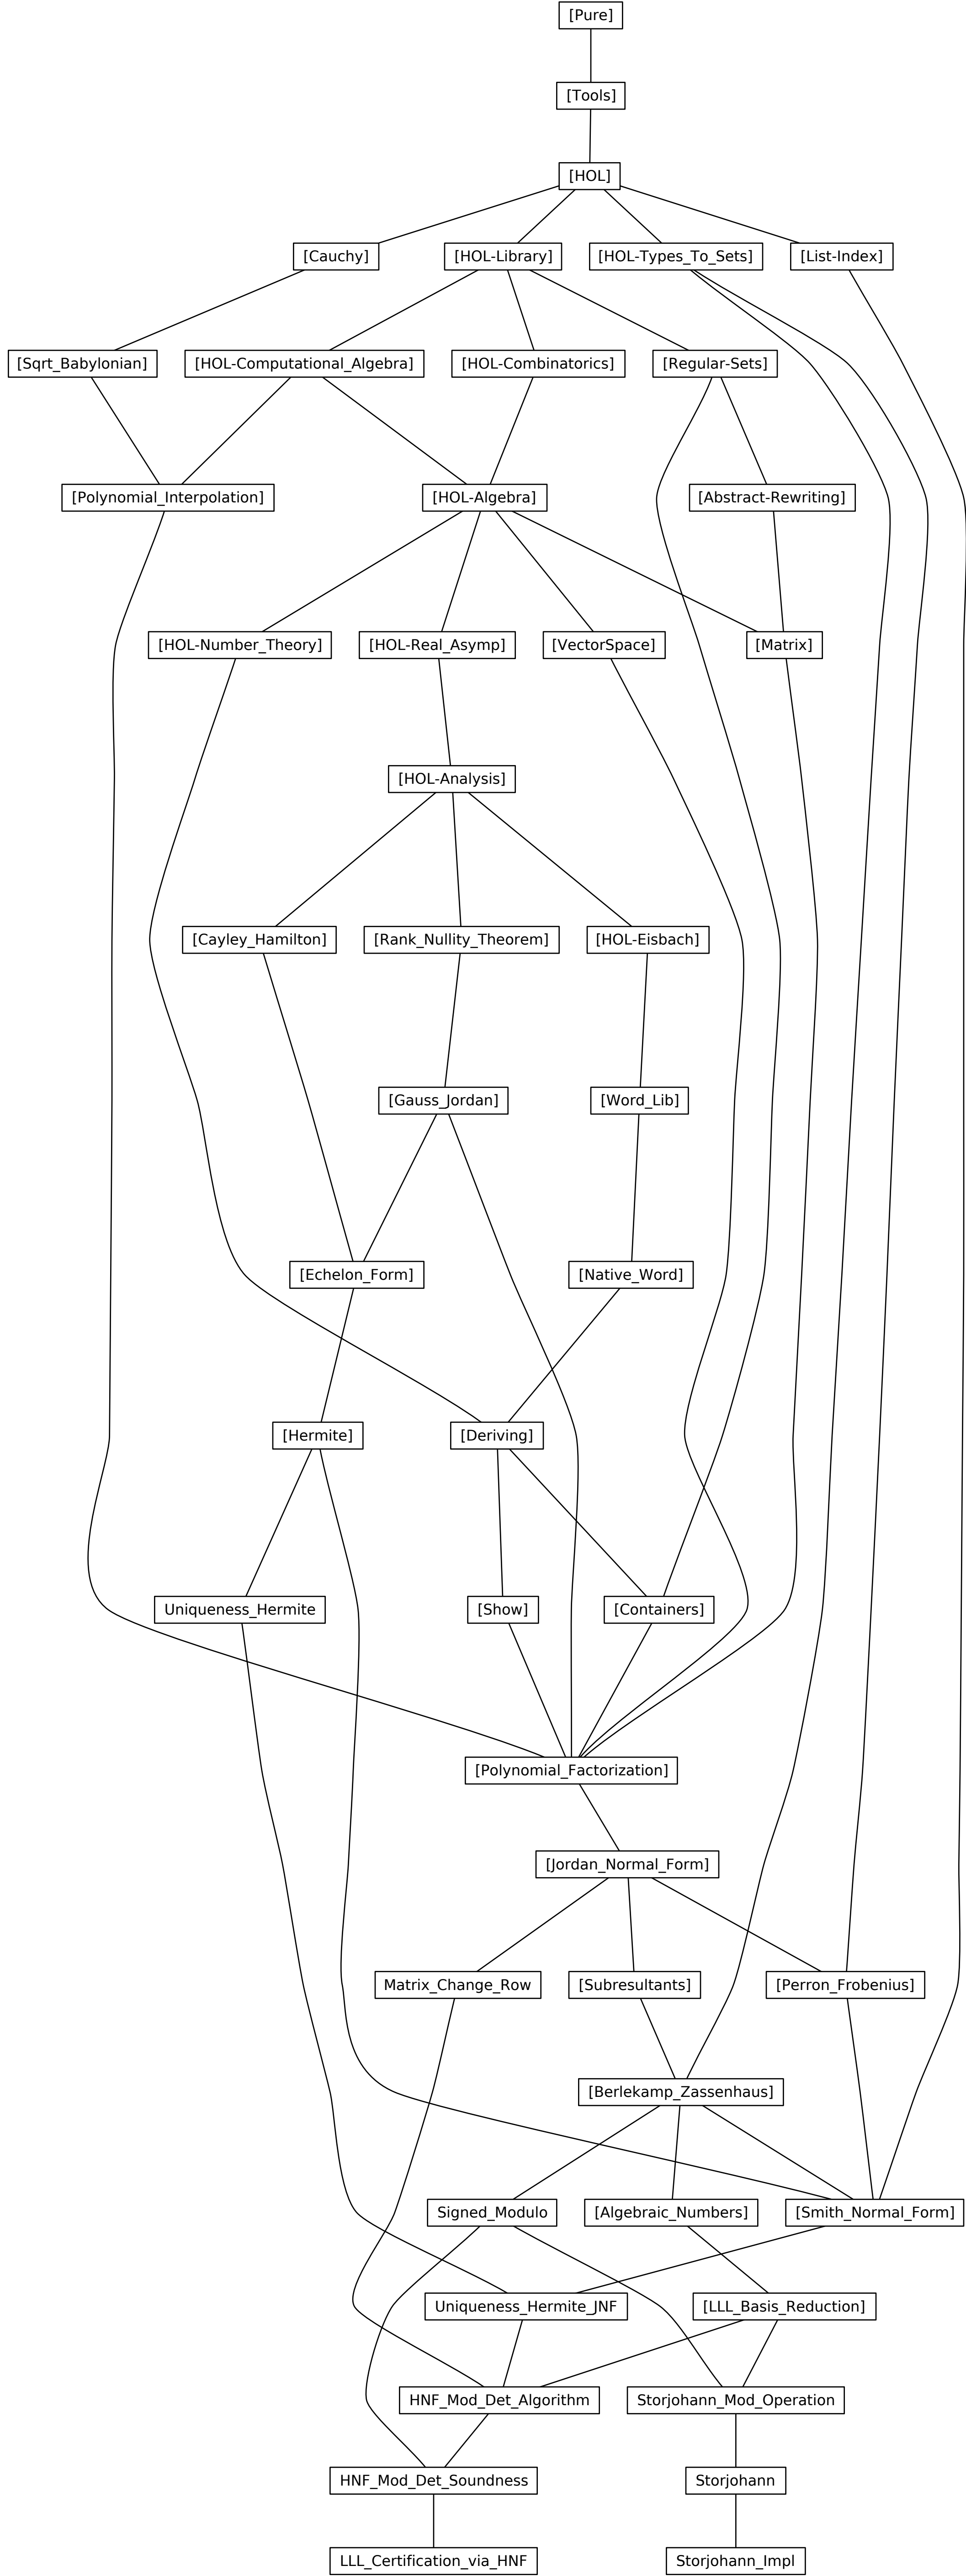 [Pure]
[Tools]
[HOL]
[Cauchy]
[HOL-Library]
[HOL-Types_To_Sets]
[List-Index]
[Sqrt_Babylonian]
[HOL-Computational_Algebra]
[HOL-Combinatorics]
[Regular-Sets]
[Polynomial_Interpolation]
[HOL-Algebra]
[Abstract-Rewriting]
[HOL-Number_Theory]
[HOL-Real_Asymp]
[VectorSpace]
[Matrix]
[HOL-Analysis]
[Cayley_Hamilton]
[Rank_Nullity_Theorem]
[HOL-Eisbach]
[Gauss_Jordan]
[Word_Lib]
[Echelon_Form]
[Native_Word]
[Hermite]
[Deriving]
Uniqueness_Hermite
[Show]
[Containers]
[Polynomial_Factorization]
[Jordan_Normal_Form]
Matrix_Change_Row
[Subresultants]
[Perron_Frobenius]
[Berlekamp_Zassenhaus]
Signed_Modulo
[Algebraic_Numbers]
[Smith_Normal_Form]
Uniqueness_Hermite_JNF
[LLL_Basis_Reduction]
HNF_Mod_Det_Algorithm
Storjohann_Mod_Operation
HNF_Mod_Det_Soundness
Storjohann
LLL_Certification_via_HNF
Storjohann_Impl